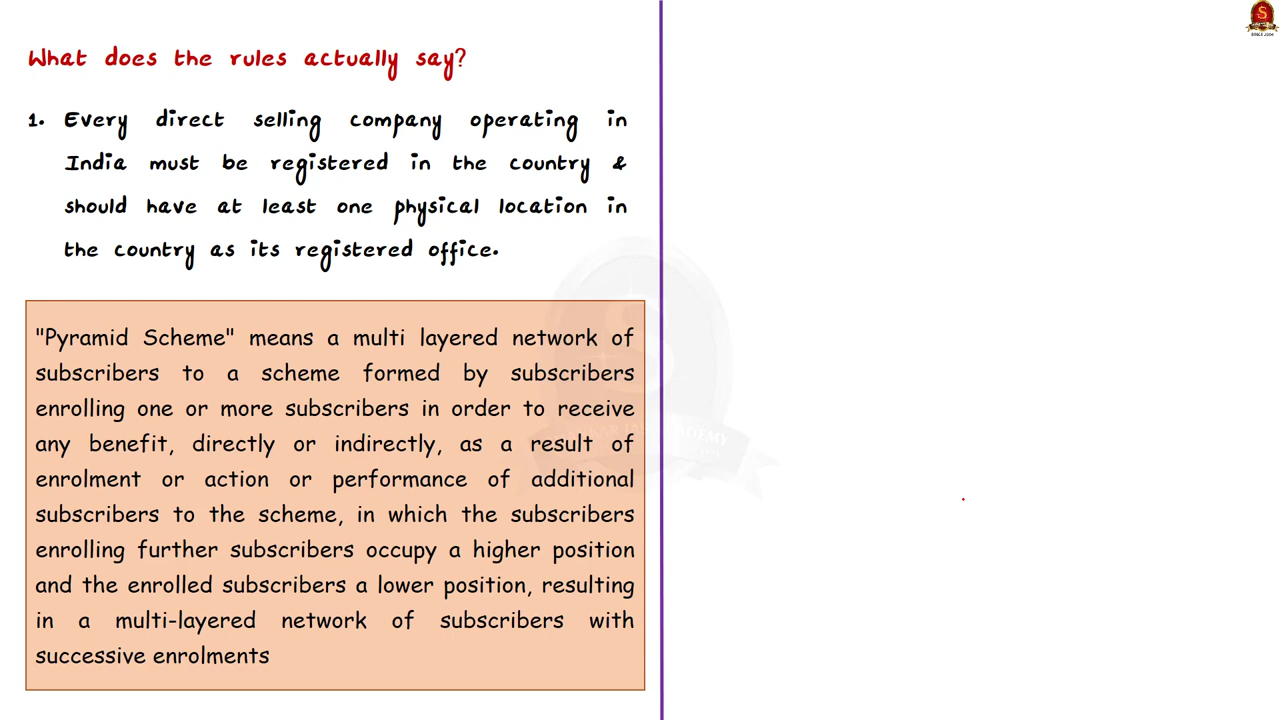 What does the rules actually say?
1. Every direct selling company operating in
India must be registered in the country &
should have at least one physical location in
the country as its registered office.
"Pyramid Scheme" means a multi layered network of
subscribers to a scheme formed by subscribers
enrolling one or more subscribers in order to receive
any benefit, directly or indirectly, as a result of
enrolment or action or performance of additional
subscribers to the scheme, in which the subscribers
enrolling further subscribers occupy a higher position
and the enrolled subscribers a lower position, resulting
in a multi-layered network of subscribers with
successive enrolments